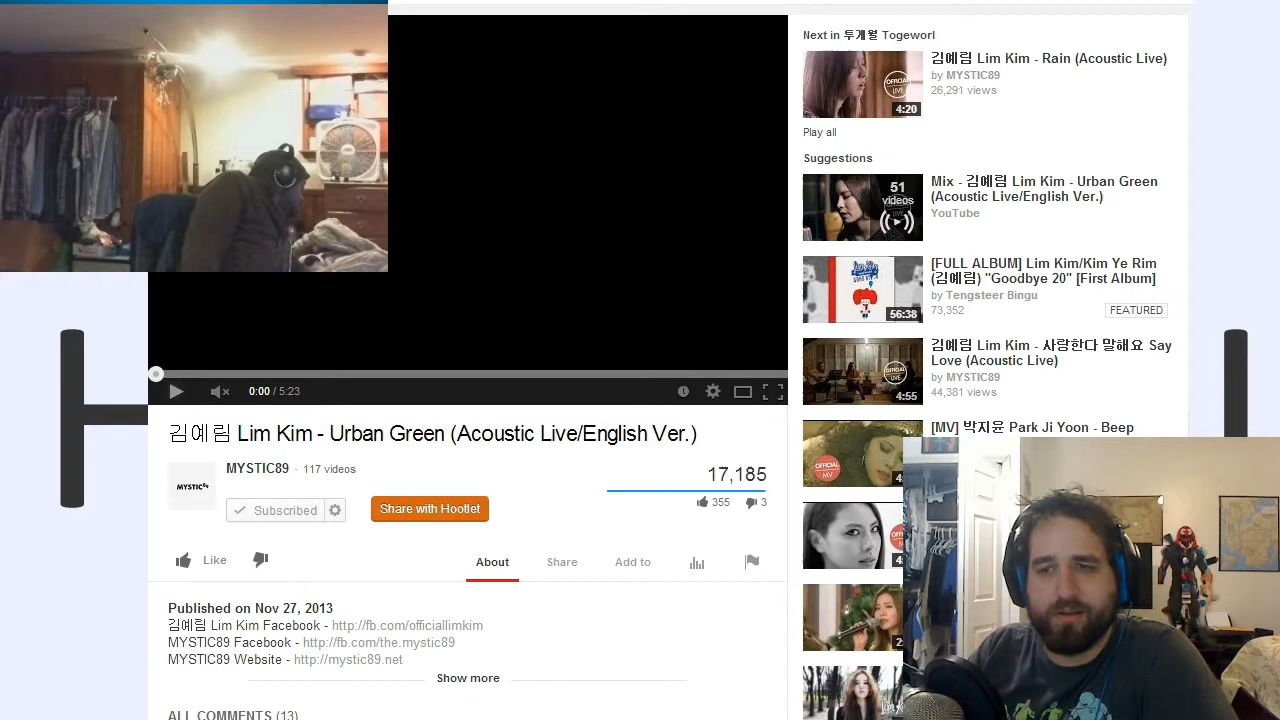 Next in 투개월 Togeworl
김예림 Lim Kim - Rain (Acoustic Live)
by MYSTIC89
26,291 views
OFFICIAL
LIVE
4:20
Play all
Suggestions
51
videos
Mix - 김예림 Lim Kim - Urban Green
(Acoustic Live/English Ver.)
YouTube
[FULL ALBUM] Lim Kim/Kim Ye Rim
(김예림) "Goodbye 20" [First Album]
by Tengsteer Bingu
73,352
FEATURED
56:38
김예림 Lim Kim - 사랑한다 말해요 Say
Love (Acoustic Live)
by MYSTIC89
44,381 views
OFFICIAL
LIVE
4:55
[MV] 박지윤 Park Ji Yoon - Beep
OFFICIAL
MV
0:00 / 5:23
김예림 Lim Kim - Urban Green (Acoustic Live/English Ver.)
MYSTIC89
MYSTIC89 · 117 videos
17,185
Subscribed
Share with Hootlet
355
3
Like
About
Share
Add to
Published on Nov 27, 2013
김예림 Lim Kim Facebook - http://fb.com/officiallimkim
MYSTIC89 Facebook - http://fb.com/the.mystic89
MYSTIC89 Website - http://mystic89.net
Show more
ALL COMMENTS (13)